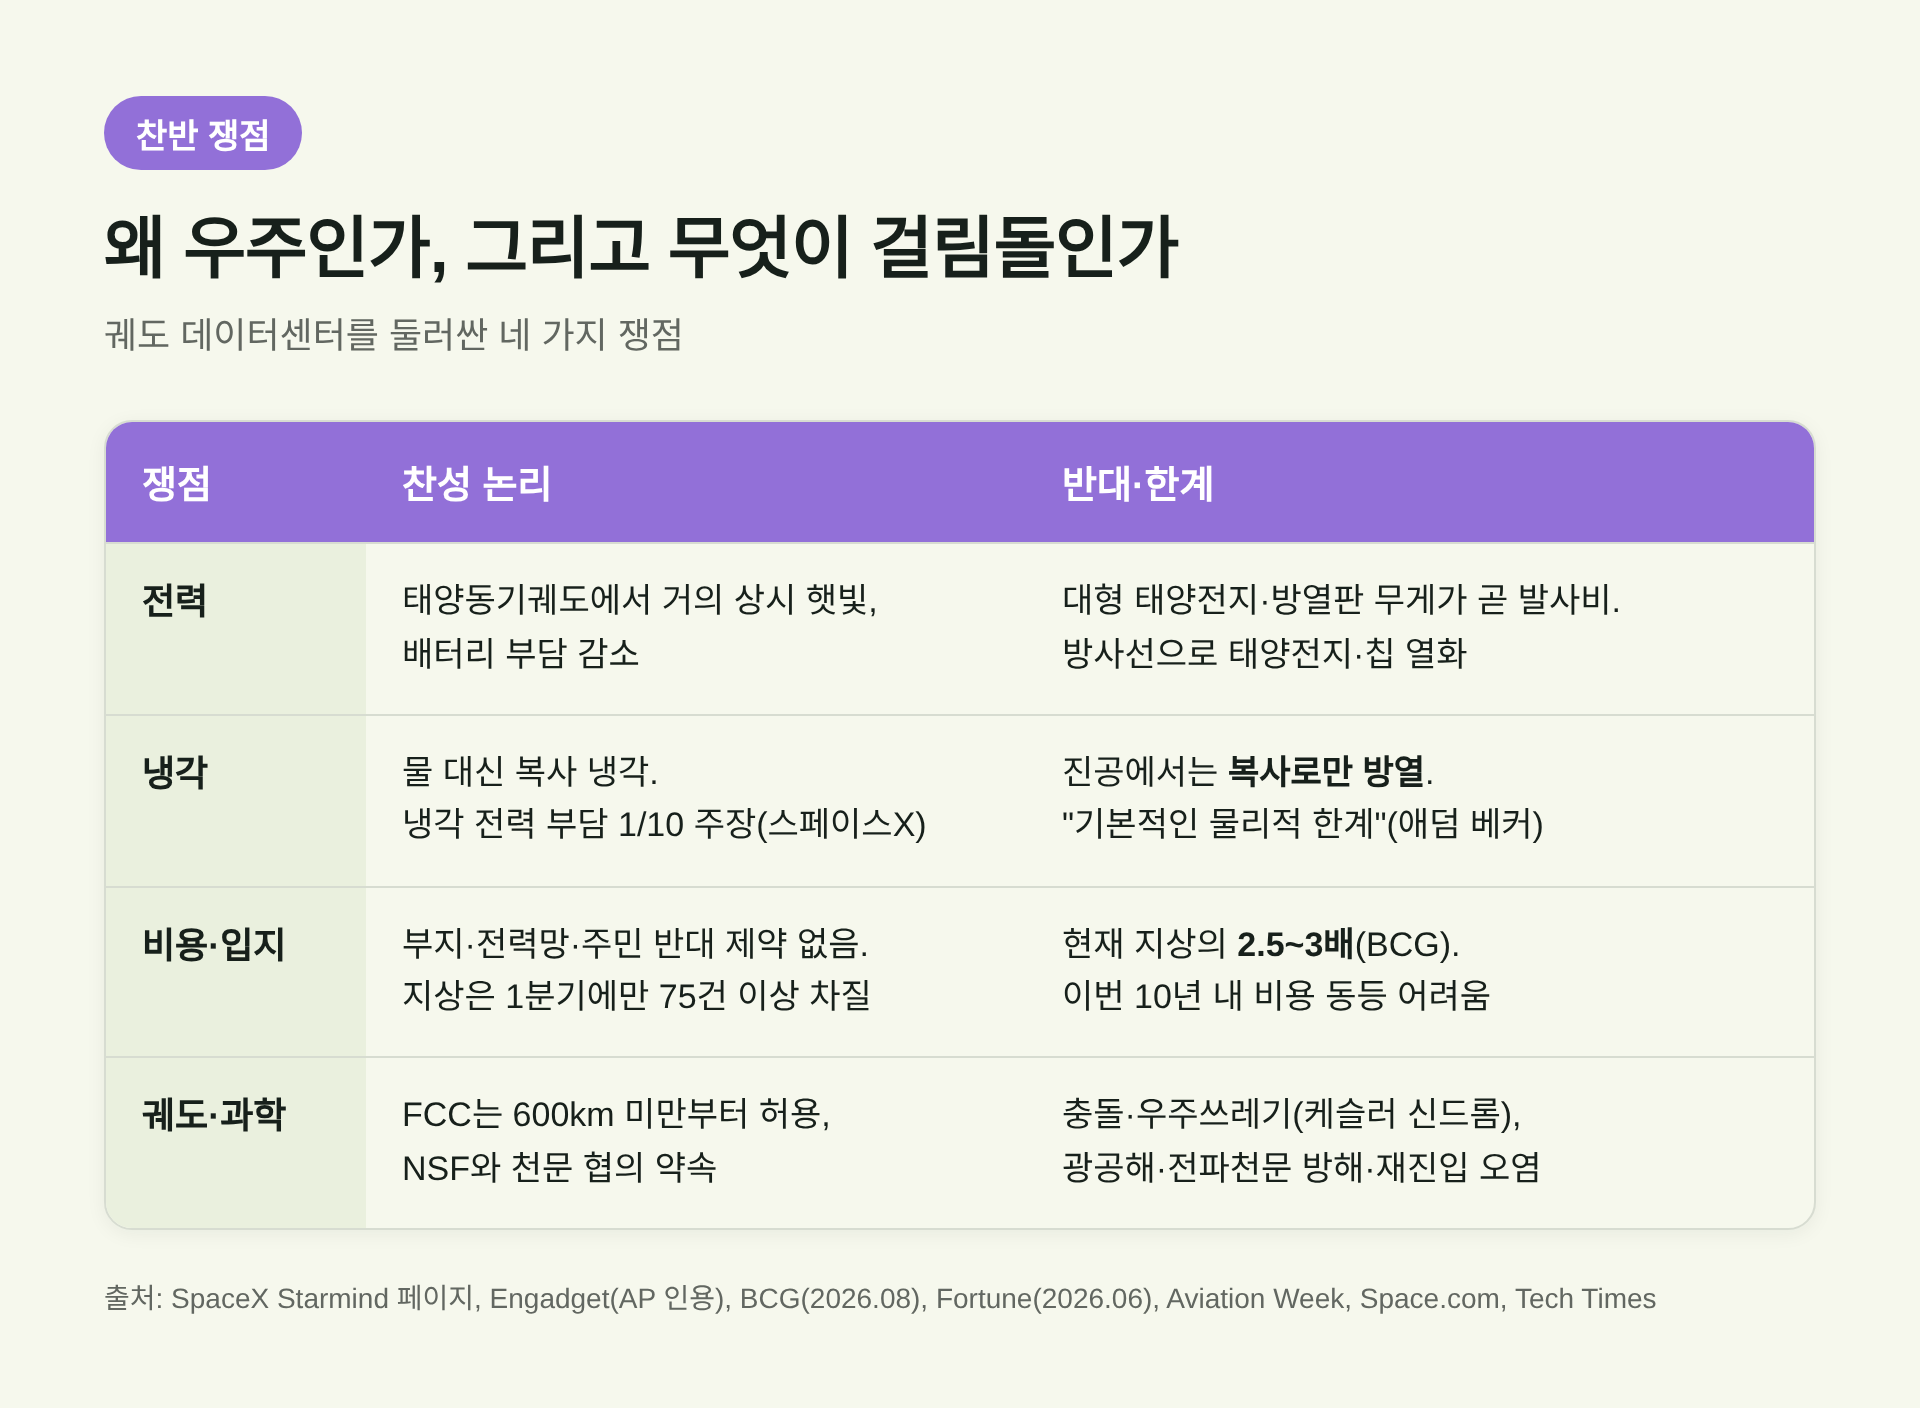 찬반 쟁점
왜 우주인가, 그리고 무엇이 걸림돌인가
궤도 데이터센터를 둘러싼 네 가지 쟁점
쟁점 찬성 논리 반대·한계
전력
태양동기궤도에서 거의 상시 햇빛,
배터리 부담 감소
대형 태양전지·방열판 무게가 곧 발사비.
방사선으로 태양전지·칩 열화
냉각
물 대신 복사 냉각.
냉각 전력 부담 1/10 주장(스페이스X)
진공에서는 복사로만 방열.
"기본적인 물리적 한계"(애덤 베커)
비용·입지
부지·전력망·주민 반대 제약 없음.
지상은 1분기에만 75건 이상 차질
현재 지상의 2.5~3배(BCG).
이번 10년 내 비용 동등 어려움
궤도·과학
FCC는 600km 미만부터 허용,
NSF와 천문 협의 약속
충돌·우주쓰레기(케슬러 신드롬),
광공해·전파천문 방해·재진입 오염
출처: SpaceX Starmind 페이지, Engadget(AP 인용), BCG(2026.08), Fortune(2026.06), Aviation Week, Space.com, Tech Times